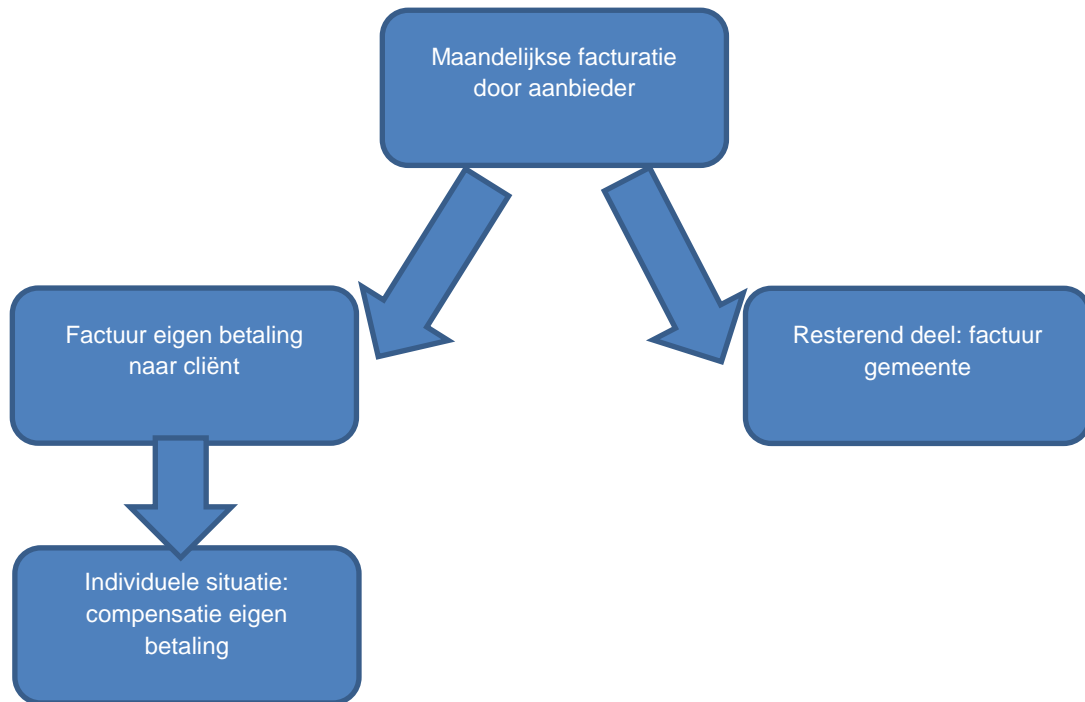 Maandelijkse facturatie
door aanbieder
Factuur eigen betaling
naar cliënt
Resterend deel: factuur
gemeente
Individuele situatie:
compensatie eigen
betaling